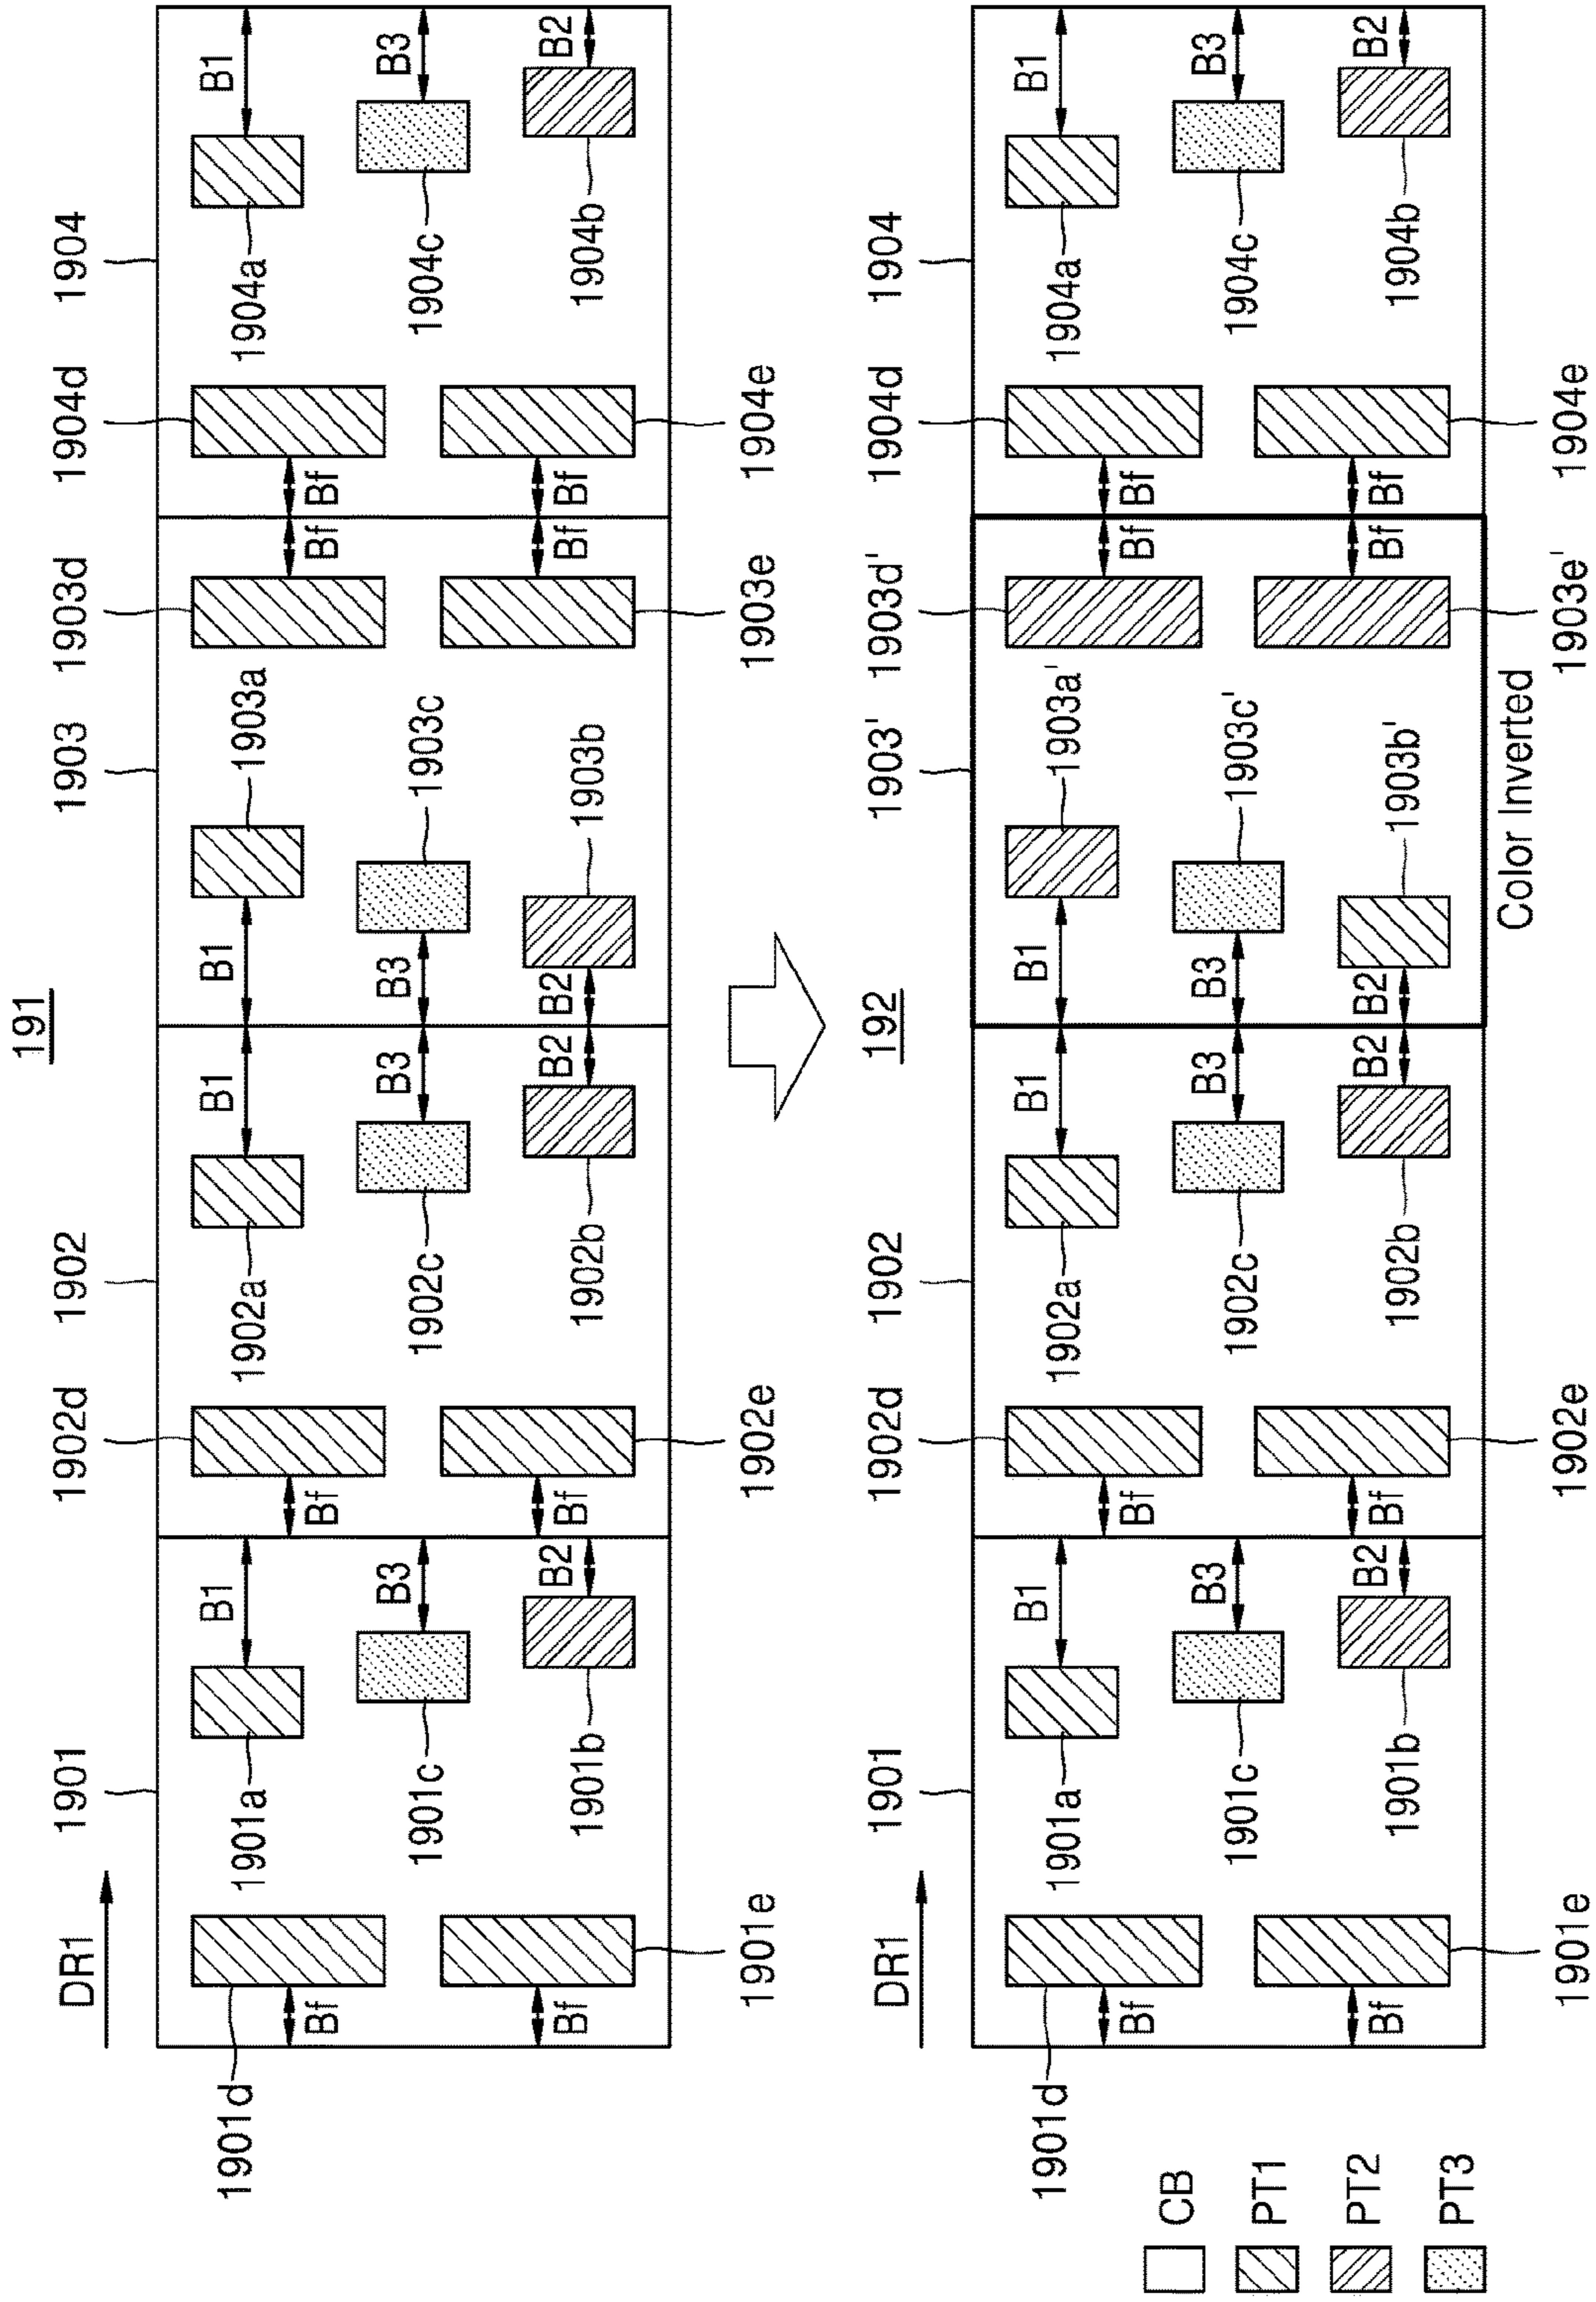 191
DR1 1901 1902d 1902 1903 1903d 1904d 1904
B1 B1 B1 B1
1901d 1901a 1902a 1903a 1904a
Bf Bf Bf Bf
B3 B3 B3 B3
1901c 1902c 1903c 1904c
B2 B2 B2 B2
Bf Bf Bf Bf
1901b 1902b 1903b 1904b
1901e 1902e 1903e 1904e
192
DR1 1901 1902d 1902 1903' 1903d' 1904d 1904
B1 B1 B1 B1
1901d 1901a 1902a 1903a' 1904a
Bf Bf Bf Bf
B3 B3 B3 B3
1901c 1902c 1903c' 1904c
B2 B2 B2 B2
Bf Bf Bf Bf
1901b 1902b 1903b' 1904b
Color Inverted
1901e 1902e 1903e' 1904e
CB
PT1
PT2
PT3